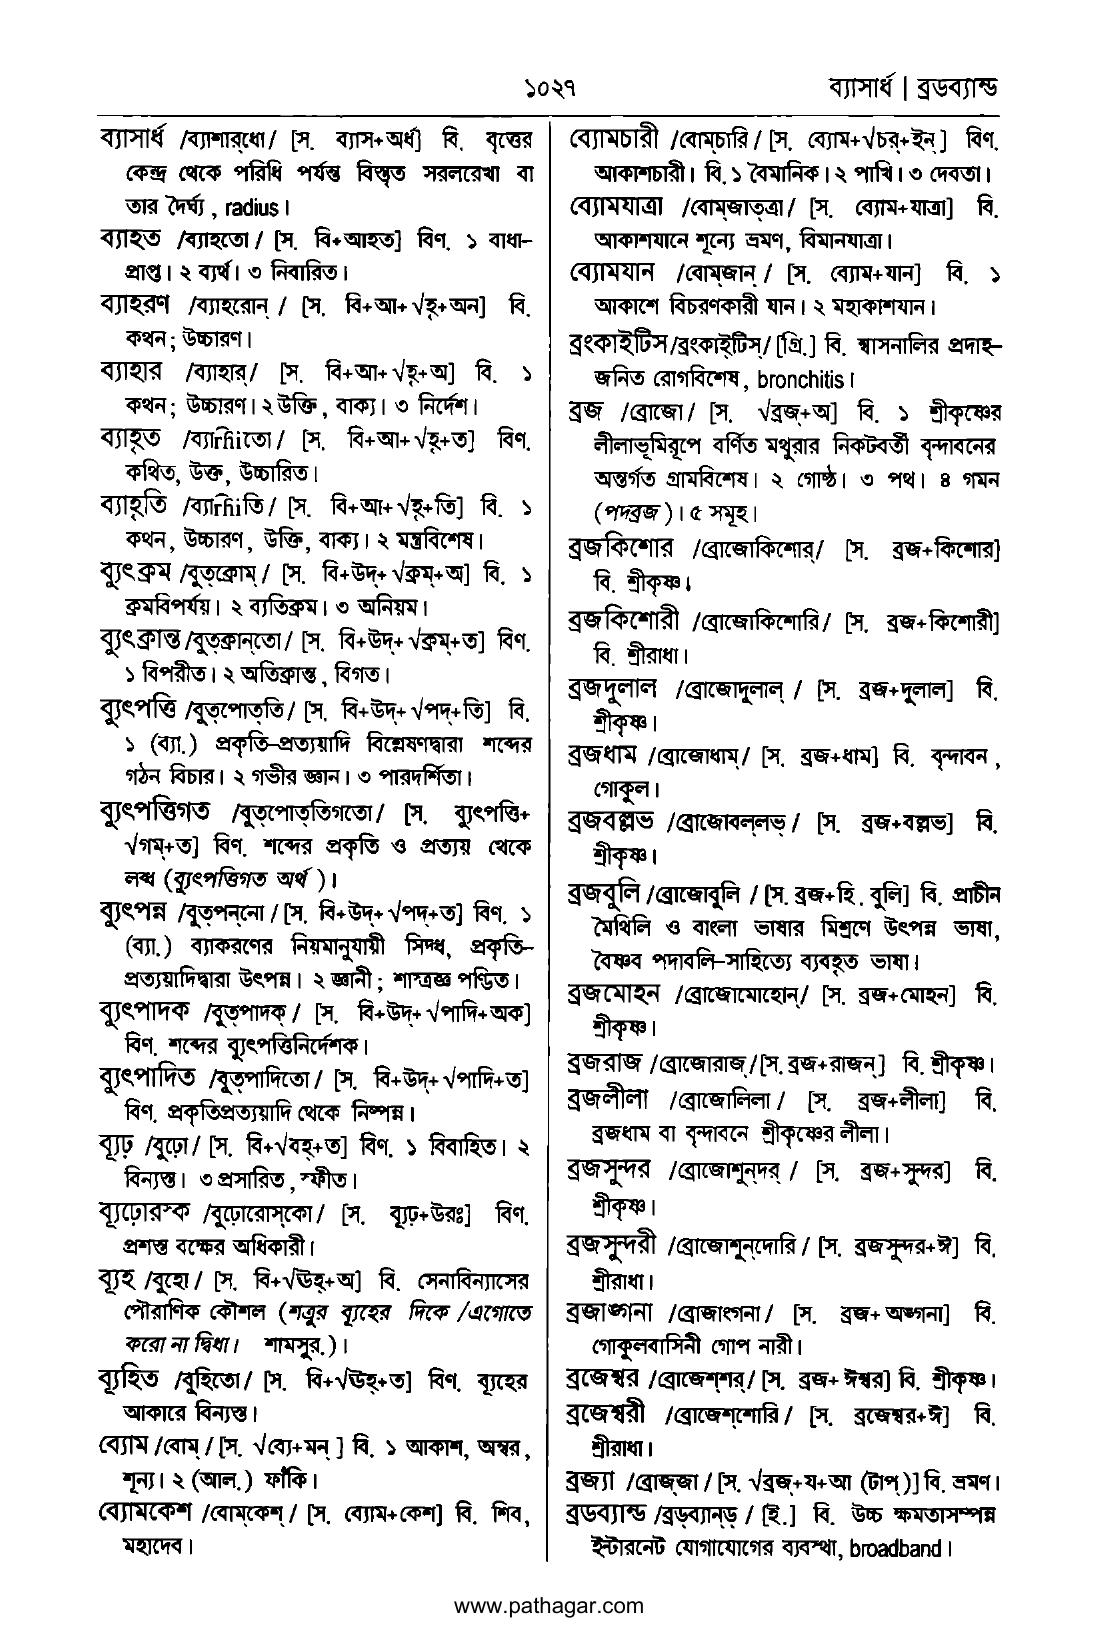 ১০২৭
ব্যাসার্ধ | ব্রডব্যান্ড
ব্যাসার্ধ /ব্যাশার্‌ধো/ [স. ব্যাস+অর্ধ] বি. বৃত্তের
কেন্দ্র থেকে পরিধি পর্যন্ত বিস্তৃত সরলরেখা বা
তার দৈর্ঘ্য, radius।
ব্যাহত /ব্যাহতো/ [স. বি+আহত] বিণ. ১ বাধা–
প্রাপ্ত। ২ ব্যর্থ। ৩ নিবারিত।
ব্যাহরণ /ব্যাহরোন্‌/ [স. বি+আ+√হৃ+অন] বি.
কথন; উচ্চারণ।
ব্যাহার /ব্যাহার্‌/ [স. বি+আ+√হৃ+অ] বি. ১
কথন; উচ্চারণ। ২ উক্তি, বাক্য। ৩ নির্দেশ।
ব্যাহৃত /ব্যাrhiতো/ [স. বি+আ+√হৃ+ত] বিণ.
কথিত, উক্ত, উচ্চারিত।
ব্যাহৃতি /ব্যাrhiতি/ [স. বি+আ+√হৃ+তি] বি. ১
কথন, উচ্চারণ, উক্তি, বাক্য। ২ মন্ত্রবিশেষ।
ব্যুৎক্রম /বুত্‌ক্রোম্‌/ [স. বি+উদ্‌+√ক্রম্‌+অ] বি. ১
ক্রমবিপর্যয়। ২ ব্যতিক্রম। ৩ অনিয়ম।
ব্যুৎক্রান্ত /বুত্‌ক্রান্‌তো/ [স. বি+উদ্‌+√ক্রম্‌+ত] বিণ.
১ বিপরীত। ২ অতিক্রান্ত, বিগত।
ব্যুৎপত্তি /বুত্‌পোত্‌তি/ [স. বি+উদ্‌+√পদ্‌+তি] বি.
১ (ব্যা.) প্রকৃতি–প্রত্যয়াদি বিশ্লেষণদ্বারা শব্দের
গঠন বিচার। ২ গভীর জ্ঞান। ৩ পারদর্শিতা।
ব্যুৎপত্তিগত /বুত্‌পোত্‌তিগতো/ [স. ব্যুৎপত্তি+
√গম্‌+ত] বিণ. শব্দের প্রকৃতি ও প্রত্যয় থেকে
লব্ধ (ব্যুৎপত্তিগত অর্থ)।
ব্যুৎপন্ন /বুত্‌পন্‌নো/ [স. বি+উদ্‌+√পদ্‌+ত] বিণ. ১
(ব্যা.) ব্যাকরণের নিয়মানুযায়ী সিদ্ধ, প্রকৃতি–
প্রত্যয়াদিদ্বারা উৎপন্ন। ২ জ্ঞানী; শাস্ত্রজ্ঞ পণ্ডিত।
ব্যুৎপাদক /বুত্‌পাদক্‌/ [স. বি+উদ্‌+√পাদি+অক]
বিণ. শব্দের ব্যুৎপত্তিনির্দেশক।
ব্যুৎপাদিত /বুত্‌পাদিতো/ [স. বি+উদ্‌+√পাদি+ত]
বিণ. প্রকৃতিপ্রত্যয়াদি থেকে নিষ্পন্ন।
ব্যূঢ় /বুঢ়ো/ [স. বি+√বহ্‌+ত] বিণ. ১ বিবাহিত। ২
বিন্যস্ত। ৩ প্রসারিত, স্ফীত।
ব্যূঢ়োরস্ক /বুঢ়োরোস্‌কো/ [স. ব্যূঢ়+উরঃ] বিণ.
প্রশস্ত বক্ষের অধিকারী।
ব্যূহ /বুহো/ [স. বি+√ঊহ্‌+অ] বি. সেনাবিন্যাসের
পৌরাণিক কৌশল (শত্রুর ব্যূহের দিকে /এগোতে
করো না দ্বিধা। শামসুর.)।
ব্যূহিত /বুহিতো/ [স. বি+√ঊহ্‌+ত] বিণ. ব্যূহের
আকারে বিন্যস্ত।
ব্যোম /বোম্‌/ [স. √ব্যে+মন্‌] বি. ১ আকাশ, অম্বর,
শূন্য। ২ (আল.) ফাঁকি।
ব্যোমকেশ /বোম্‌কেশ্‌/ [স. ব্যোম+কেশ] বি. শিব,
মহাদেব।
ব্যোমচারী /বোম্‌চারি/ [স. ব্যোম+√চর্‌+ইন্‌] বিণ.
আকাশচারী। বি. ১ বৈমানিক। ২ পাখি। ৩ দেবতা।
ব্যোমযাত্রা /বোম্‌জাত্‌ত্রা/ [স. ব্যোম+যাত্রা] বি.
আকাশযানে শূন্যে ভ্রমণ, বিমানযাত্রা।
ব্যোমযান /বোম্‌জান্‌/ [স. ব্যোম+যান] বি. ১
আকাশে বিচরণকারী যান। ২ মহাকাশযান।
ব্রংকাইটিস /ব্রংকাইটিস্‌/ [গ্রি.] বি. শ্বাসনালির প্রদাহ–
জনিত রোগবিশেষ, bronchitis।
ব্রজ /ব্রোজো/ [স. √ব্রজ্‌+অ] বি. ১ শ্রীকৃষ্ণের
লীলাভূমিরূপে বর্ণিত মথুরার নিকটবর্তী বৃন্দাবনের
অন্তর্গত গ্রামবিশেষ। ২ গোষ্ঠ। ৩ পথ। ৪ গমন
(পদব্রজ)। ৫ সমূহ।
ব্রজকিশোর /ব্রোজোকিশোর্‌/ [স. ব্রজ+কিশোর]
বি. শ্রীকৃষ্ণ।
ব্রজকিশোরী /ব্রোজোকিশোরি/ [স. ব্রজ+কিশোরী]
বি. শ্রীরাধা।
ব্রজদুলাল /ব্রোজোদুলাল্‌/ [স. ব্রজ+দুলাল] বি.
শ্রীকৃষ্ণ।
ব্রজধাম /ব্রোজোধাম্‌/ [স. ব্রজ+ধাম] বি. বৃন্দাবন,
গোকুল।
ব্রজবল্লভ /ব্রোজোবল্‌লভ্‌/ [স. ব্রজ+বল্লভ] বি.
শ্রীকৃষ্ণ।
ব্রজবুলি /ব্রোজোবুলি/ [স. ব্রজ+হি. বুলি] বি. প্রাচীন
মৈথিলি ও বাংলা ভাষার মিশ্রণে উৎপন্ন ভাষা,
বৈষ্ণব পদাবলি–সাহিত্যে ব্যবহৃত ভাষা।
ব্রজমোহন /ব্রোজোমোহোন্‌/ [স. ব্রজ+মোহন] বি.
শ্রীকৃষ্ণ।
ব্রজরাজ /ব্রোজোরাজ্‌/ [স. ব্রজ+রাজন্‌] বি. শ্রীকৃষ্ণ।
ব্রজলীলা /ব্রোজোলিলা/ [স. ব্রজ+লীলা] বি.
ব্রজধাম বা বৃন্দাবনে শ্রীকৃষ্ণের লীলা।
ব্রজসুন্দর /ব্রোজোশুন্‌দর্‌/ [স. ব্রজ+সুন্দর] বি.
শ্রীকৃষ্ণ।
ব্রজসুন্দরী /ব্রোজোশুন্‌দোরি/ [স. ব্রজসুন্দর+ঈ] বি.
শ্রীরাধা।
ব্রজাঙ্গনা /ব্রোজাংগনা/ [স. ব্রজ+অঙ্গনা] বি.
গোকুলবাসিনী গোপ নারী।
ব্রজেশ্বর /ব্রোজেশ্‌শর্‌/ [স. ব্রজ+ঈশ্বর] বি. শ্রীকৃষ্ণ।
ব্রজেশ্বরী /ব্রোজেশ্‌শোরি/ [স. ব্রজেশ্বর+ঈ] বি.
শ্রীরাধা।
ব্রজ্যা /ব্রোজ্‌জা/ [স. √ব্রজ্‌+য+আ (টাপ্‌)] বি. ভ্রমণ।
ব্রডব্যান্ড /ব্রড্‌ব্যান্‌ড্‌/ [ই.] বি. উচ্চ ক্ষমতাসম্পন্ন
ইন্টারনেট যোগাযোগের ব্যবস্থা, broadband।
www.pathagar.com